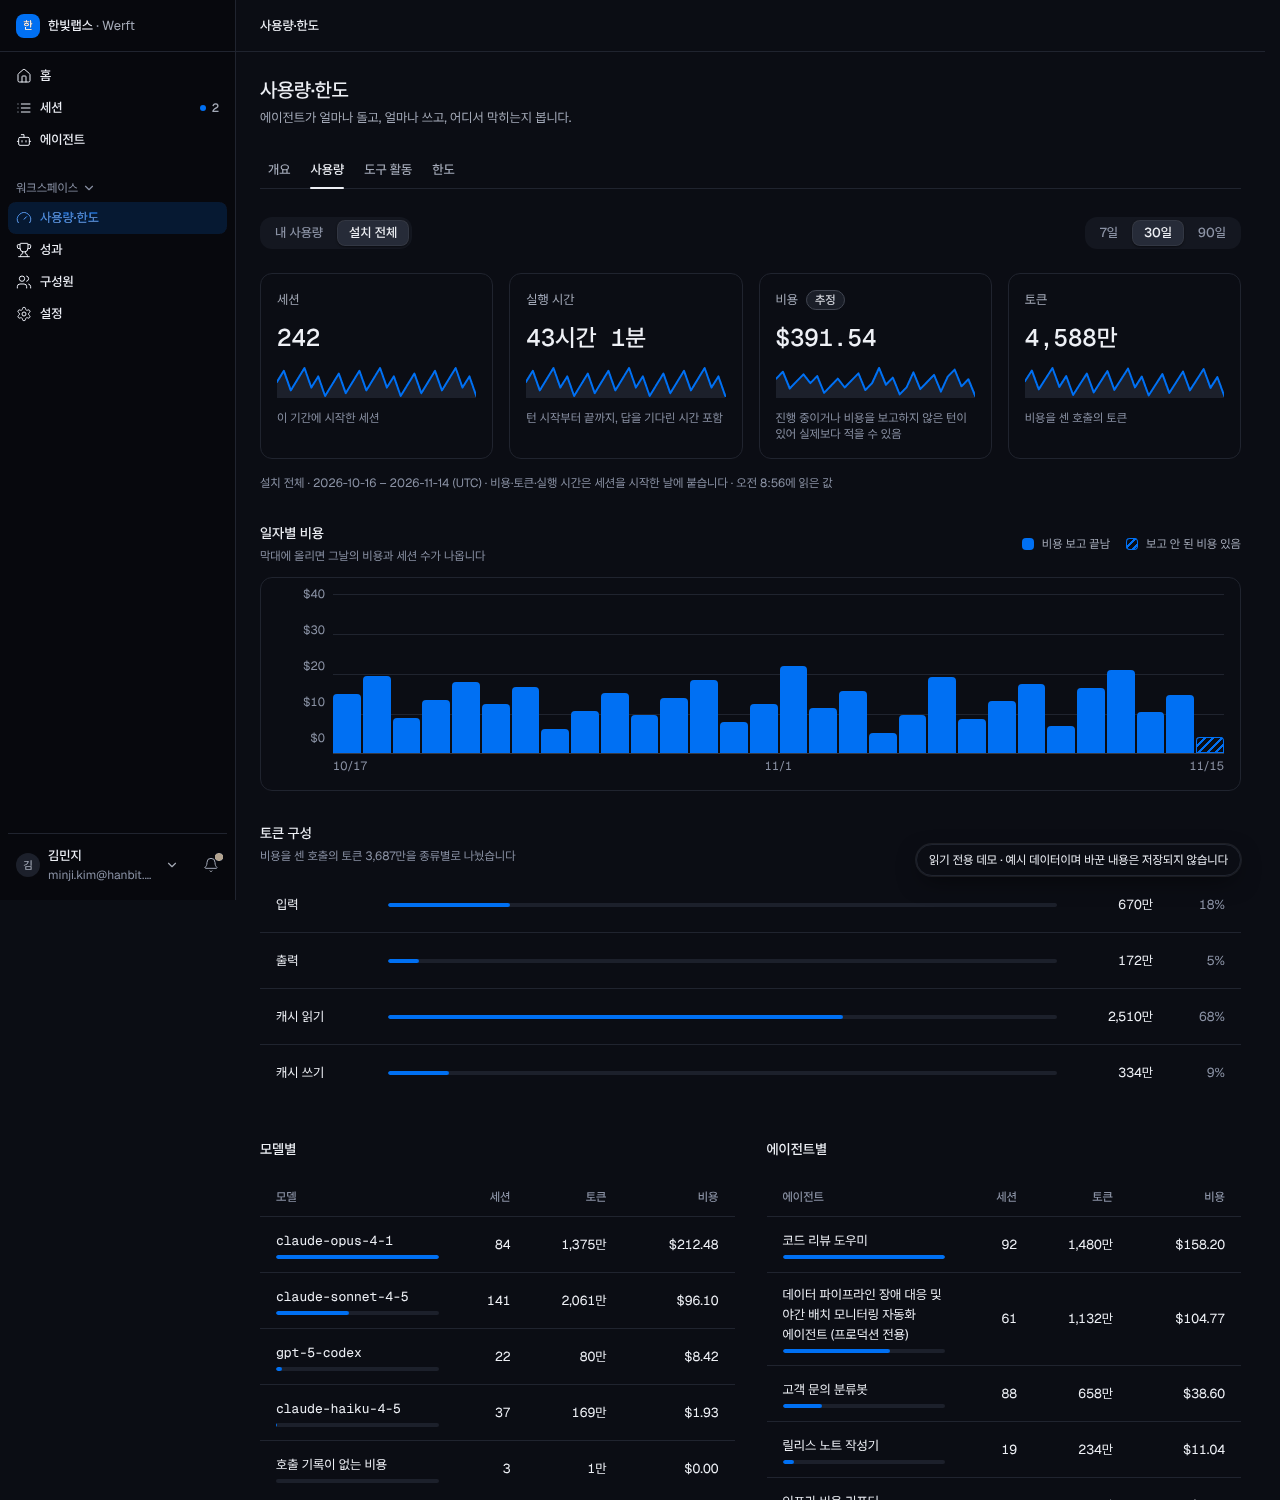 한 한빛랩스 · Werft
사용량·한도
홈
세션 2
에이전트
워크스페이스
사용량·한도
성과
구성원
설정
김 김민지
minji.kim@hanbit.…
사용량·한도
에이전트가 얼마나 돌고, 얼마나 쓰고, 어디서 막히는지 봅니다.
개요 사용량 도구 활동 한도
내 사용량 설치 전체
7일 30일 90일
세션
242
이 기간에 시작한 세션
실행 시간
43시간 1분
턴 시작부터 끝까지, 답을 기다린 시간 포함
비용 추정
$391.54
진행 중이거나 비용을 보고하지 않은 턴이
있어 실제보다 적을 수 있음
토큰
4,588만
비용을 센 호출의 토큰
설치 전체 · 2026-10-16 – 2026-11-14 (UTC) · 비용·토큰·실행 시간은 세션을 시작한 날에 붙습니다 · 오전 8:56에 읽은 값
일자별 비용
막대에 올리면 그날의 비용과 세션 수가 나옵니다
비용 보고 끝남 보고 안 된 비용 있음
$40
$30
$20
$10
$0
10/17 11/1 11/15
토큰 구성
비용을 센 호출의 토큰 3,687만을 종류별로 나눴습니다
읽기 전용 데모 · 예시 데이터이며 바꾼 내용은 저장되지 않습니다
입력 670만 18%
출력 172만 5%
캐시 읽기 2,510만 68%
캐시 쓰기 334만 9%
모델별
모델 세션 토큰 비용
claude-opus-4-1 84 1,375만 $212.48
claude-sonnet-4-5 141 2,061만 $96.10
gpt-5-codex 22 80만 $8.42
claude-haiku-4-5 37 169만 $1.93
호출 기록이 없는 비용 3 1만 $0.00
에이전트별
에이전트 세션 토큰 비용
코드 리뷰 도우미 92 1,480만 $158.20
데이터 파이프라인 장애 대응 및
야간 배치 모니터링 자동화
에이전트 (프로덕션 전용) 61 1,132만 $104.77
고객 문의 분류봇 88 658만 $38.60
릴리스 노트 작성기 19 234만 $11.04